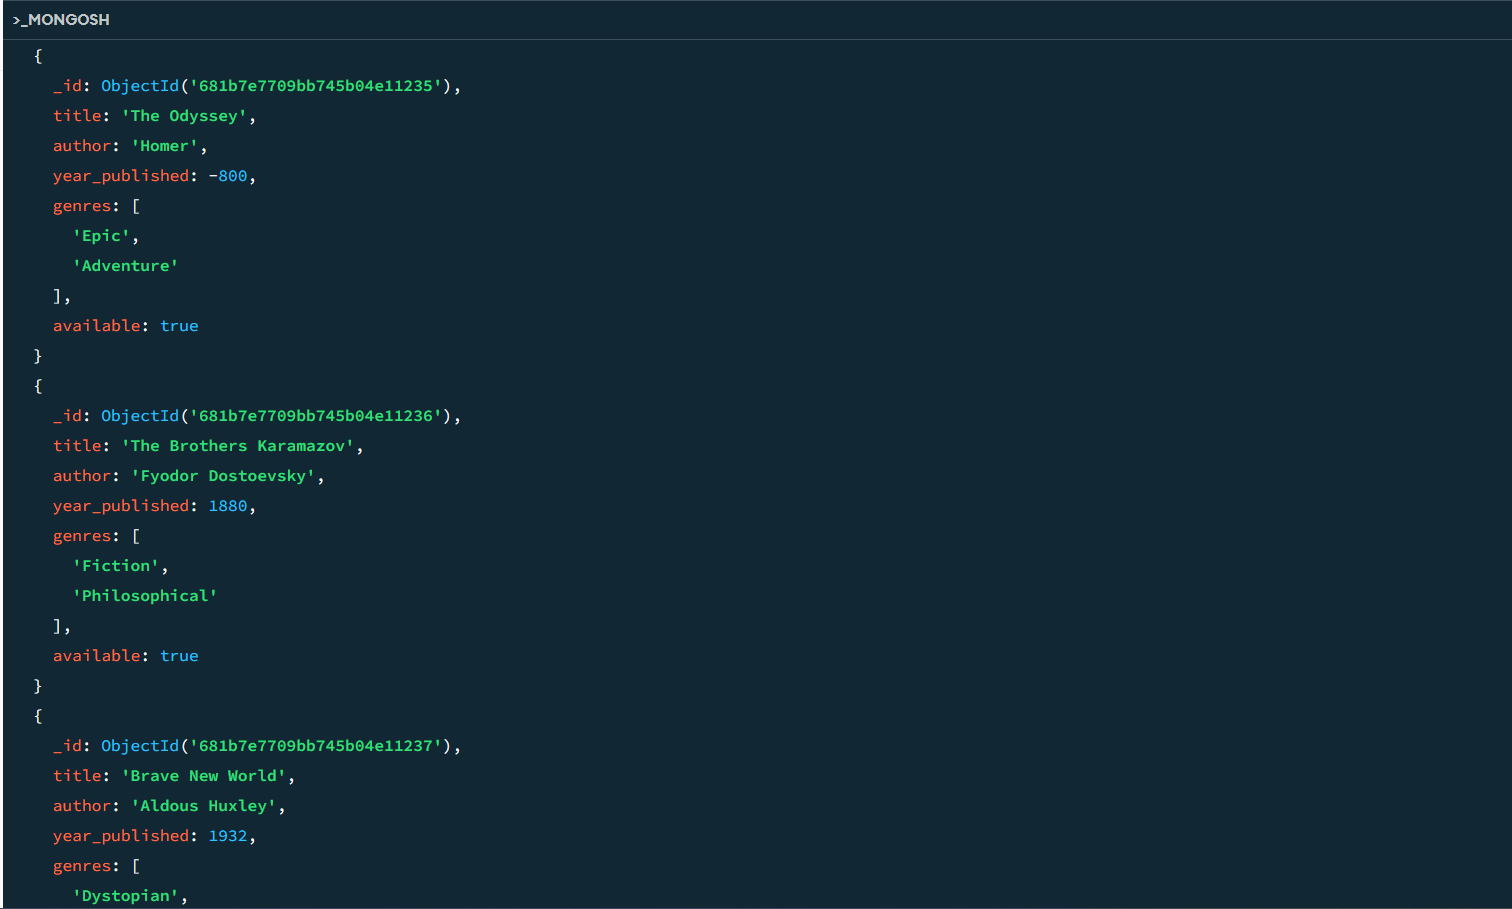 >_MONGOSH
{
_id: ObjectId('681b7e7709bb745b04e11235'),
title: 'The Odyssey',
author: 'Homer',
year_published: -800,
genres: [
'Epic',
'Adventure'
],
available: true
}
{
_id: ObjectId('681b7e7709bb745b04e11236'),
title: 'The Brothers Karamazov',
author: 'Fyodor Dostoevsky',
year_published: 1880,
genres: [
'Fiction',
'Philosophical'
],
available: true
}
{
_id: ObjectId('681b7e7709bb745b04e11237'),
title: 'Brave New World',
author: 'Aldous Huxley',
year_published: 1932,
genres: [
'Dystopian',